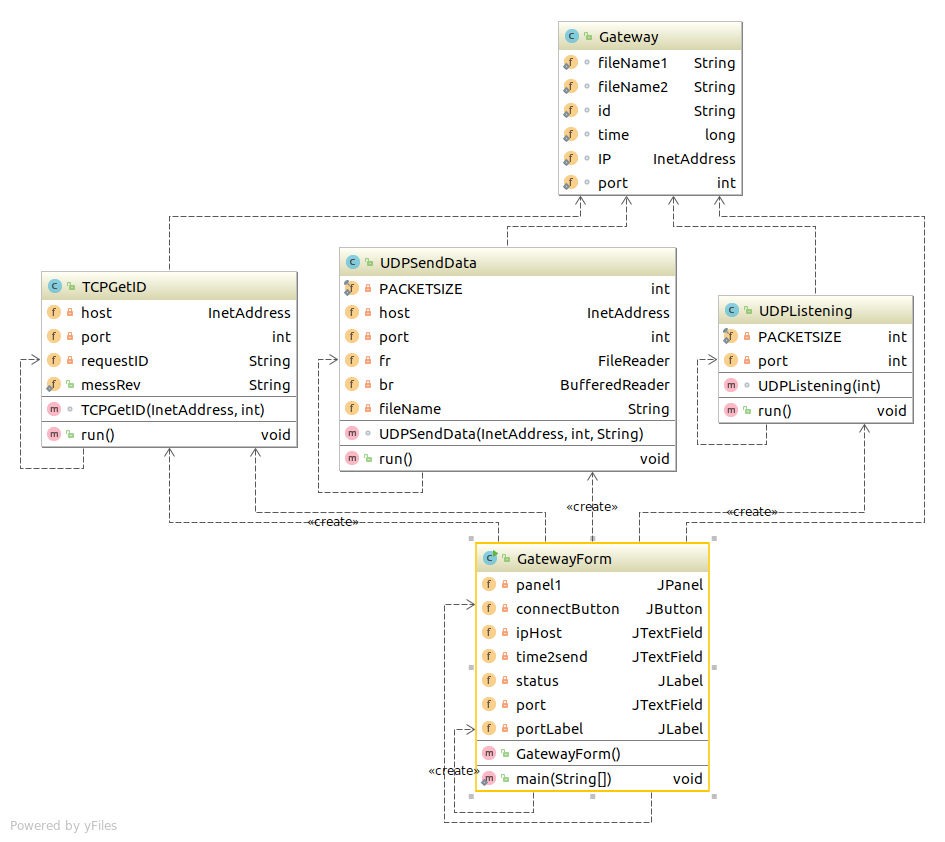 Gateway
fileName1 String
fileName2 String
id String
time long
IP InetAddress
port int
TCPGetID
host InetAddress
port int
requestID String
messRev String
TCPGetID(InetAddress, int)
run() void
UDPSendData
PACKETSIZE int
host InetAddress
port int
fr FileReader
br BufferedReader
fileName String
UDPSendData(InetAddress, int, String)
run() void
UDPListening
PACKETSIZE int
port int
UDPListening(int)
run() void
«create»
«create»
«create»
GatewayForm
panel1 JPanel
connectButton JButton
ipHost JTextField
time2send JTextField
status JLabel
port JTextField
portLabel JLabel
GatewayForm()
main(String[]) void
«create»
Powered by yFiles